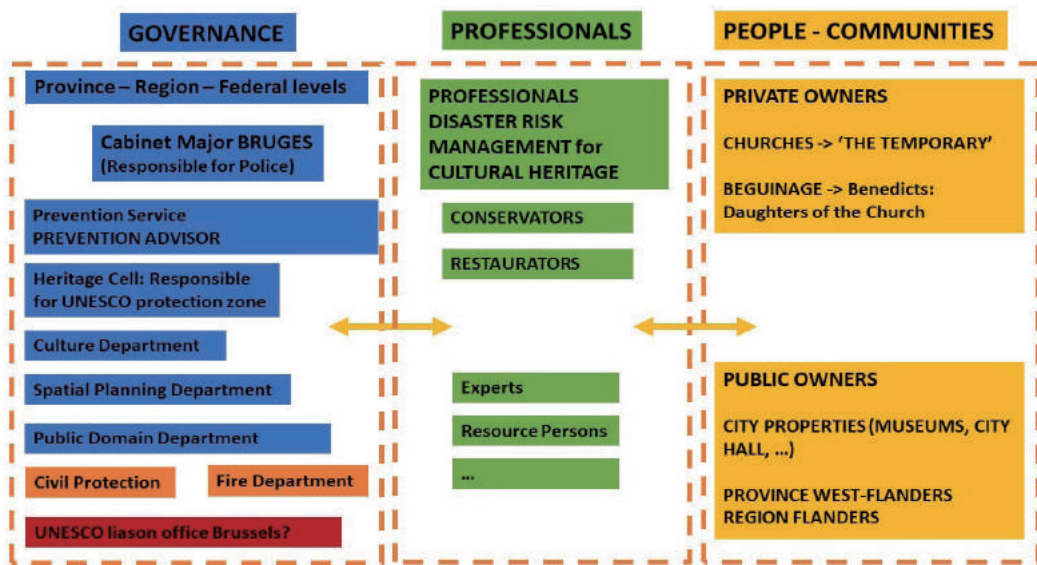 GOVERNANCE
Province – Region – Federal levels
Cabinet Major BRUGES
(Responsible for Police)
Prevention Service
PREVENTION ADVISOR
Heritage Cell: Responsible
for UNESCO protection zone
Culture Department
Spatial Planning Department
Public Domain Department
Civil Protection
Fire Department
UNESCO liason office Brussels?
PROFESSIONALS
PROFESSIONALS
DISASTER RISK
MANAGEMENT for
CULTURAL HERITAGE
CONSERVATORS
RESTAURATORS
Experts
Resource Persons
...
PEOPLE - COMMUNITIES
PRIVATE OWNERS
CHURCHES -> ‘THE TEMPORARY’
BEGUINAGE -> Benedicts:
Daughters of the Church
PUBLIC OWNERS
CITY PROPERTIES (MUSEUMS, CITY
HALL, ...)
PROVINCE WEST-FLANDERS
REGION FLANDERS